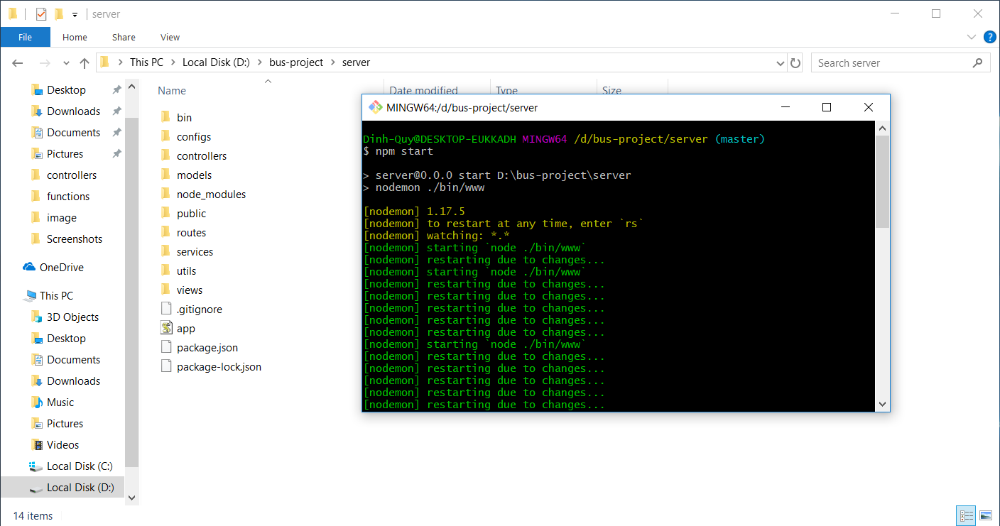 server
File Home Share View
This PC Local Disk (D:) bus-project server
Search server
Desktop
Downloads
Documents
Pictures
controllers
functions
image
Screenshots
OneDrive
This PC
3D Objects
Desktop
Documents
Downloads
Music
Pictures
Videos
Local Disk (C:)
Local Disk (D:)
Name Date modified Type Size
bin
configs
controllers
models
node_modules
public
routes
services
utils
views
.gitignore
app
package.json
package-lock.json
MINGW64:/d/bus-project/server
Dinh-Quy@DESKTOP-EUKKADH MINGW64 /d/bus-project/server (master)
$ npm start
> server@0.0.0 start D:\bus-project\server
> nodemon ./bin/www
[nodemon] 1.17.5
[nodemon] to restart at any time, enter `rs`
[nodemon] watching: *.*
[nodemon] starting `node ./bin/www`
[nodemon] restarting due to changes...
[nodemon] starting `node ./bin/www`
[nodemon] restarting due to changes...
[nodemon] restarting due to changes...
[nodemon] restarting due to changes...
[nodemon] restarting due to changes...
[nodemon] restarting due to changes...
[nodemon] starting `node ./bin/www`
[nodemon] restarting due to changes...
[nodemon] restarting due to changes...
[nodemon] restarting due to changes...
[nodemon] restarting due to changes...
[nodemon] restarting due to changes...
14 items